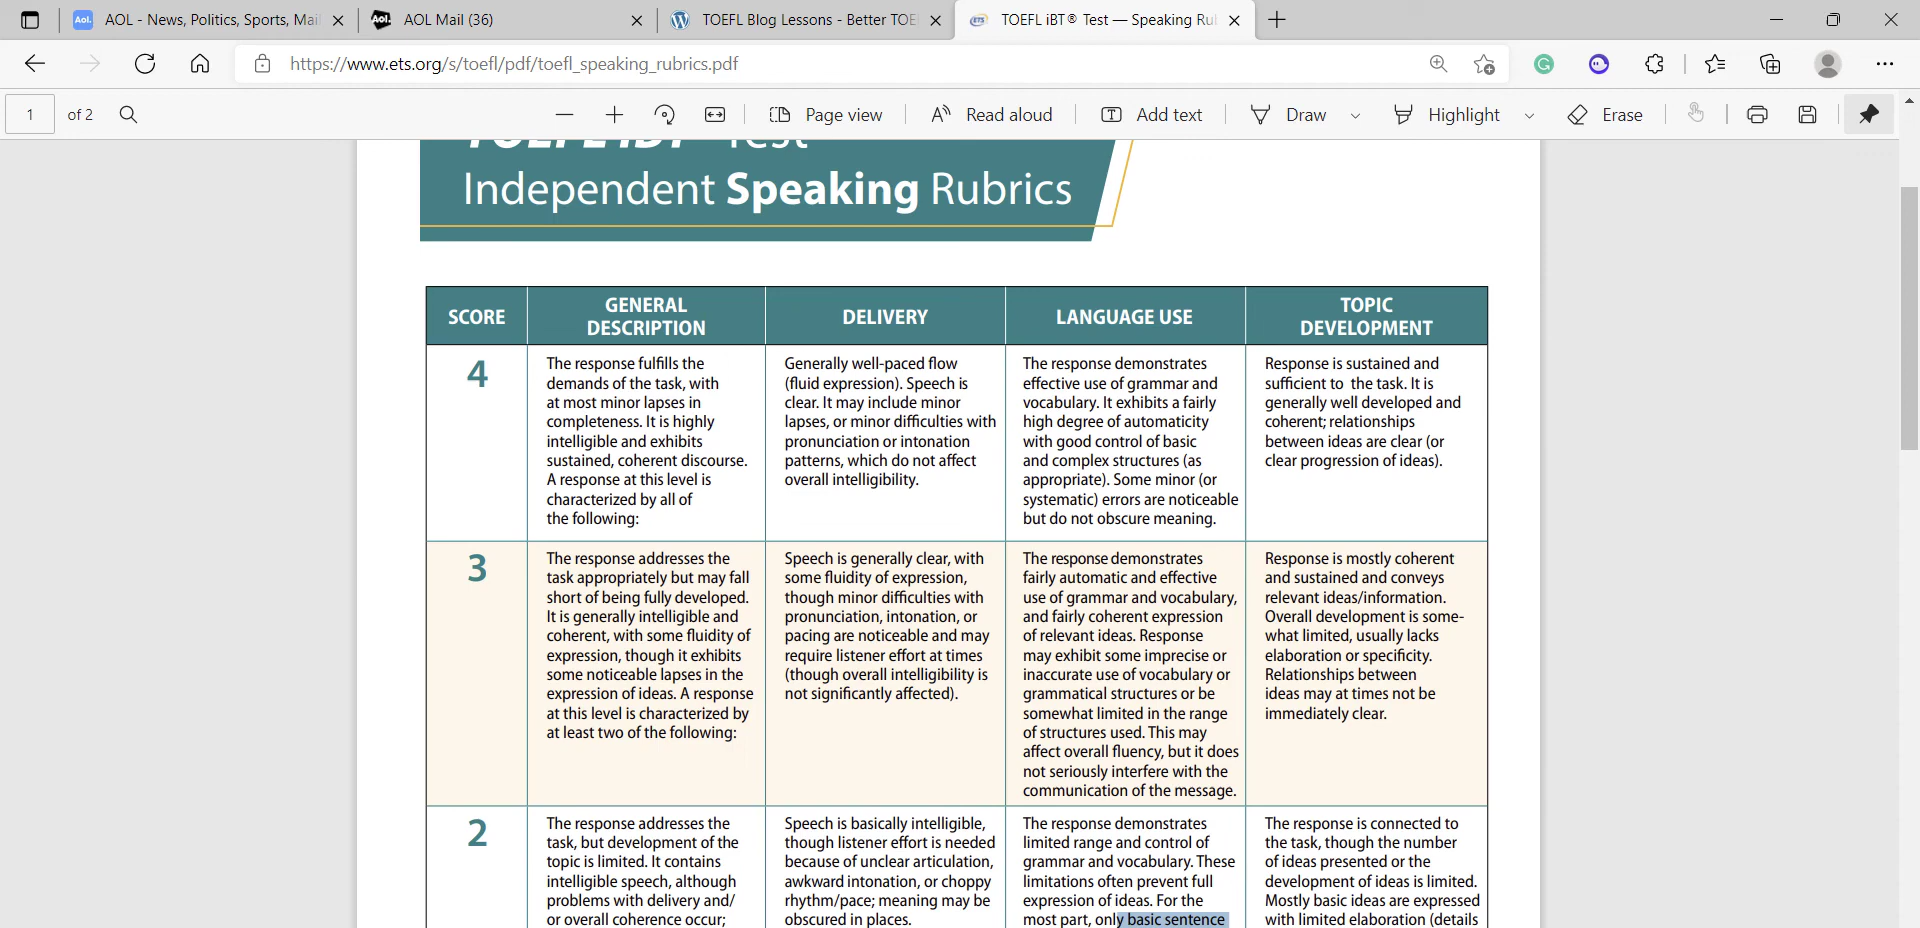 AOL - News, Politics, Sports, Mai
AOL Mail (36)
TOEFL Blog Lessons - Better TOE
TOEFL iBT® Test — Speaking Ru
https://www.ets.org/s/toefl/pdf/toefl_speaking_rubrics.pdf
1 of 2
Page view
Read aloud
Add text
Draw
Highlight
Erase
TOEFL iBT® Test
Independent Speaking Rubrics
SCORE
GENERAL
DESCRIPTION
DELIVERY
LANGUAGE USE
TOPIC
DEVELOPMENT
4
The response fulfills the
demands of the task, with
at most minor lapses in
completeness. It is highly
intelligible and exhibits
sustained, coherent discourse.
A response at this level is
characterized by all of
the following:
Generally well-paced flow
(fluid expression). Speech is
clear. It may include minor
lapses, or minor difficulties with
pronunciation or intonation
patterns, which do not affect
overall intelligibility.
The response demonstrates
effective use of grammar and
vocabulary. It exhibits a fairly
high degree of automaticity
with good control of basic
and complex structures (as
appropriate). Some minor (or
systematic) errors are noticeable
but do not obscure meaning.
Response is sustained and
sufficient to the task. It is
generally well developed and
coherent; relationships
between ideas are clear (or
clear progression of ideas).
3
The response addresses the
task appropriately but may fall
short of being fully developed.
It is generally intelligible and
coherent, with some fluidity of
expression, though it exhibits
some noticeable lapses in the
expression of ideas. A response
at this level is characterized by
at least two of the following:
Speech is generally clear, with
some fluidity of expression,
though minor difficulties with
pronunciation, intonation, or
pacing are noticeable and may
require listener effort at times
(though overall intelligibility is
not significantly affected).
The response demonstrates
fairly automatic and effective
use of grammar and vocabulary,
and fairly coherent expression
of relevant ideas. Response
may exhibit some imprecise or
inaccurate use of vocabulary or
grammatical structures or be
somewhat limited in the range
of structures used. This may
affect overall fluency, but it does
not seriously interfere with the
communication of the message.
Response is mostly coherent
and sustained and conveys
relevant ideas/information.
Overall development is some-
what limited, usually lacks
elaboration or specificity.
Relationships between
ideas may at times not be
immediately clear.
2
The response addresses the
task, but development of the
topic is limited. It contains
intelligible speech, although
problems with delivery and/
or overall coherence occur;
Speech is basically intelligible,
though listener effort is needed
because of unclear articulation,
awkward intonation, or choppy
rhythm/pace; meaning may be
obscured in places.
The response demonstrates
limited range and control of
grammar and vocabulary. These
limitations often prevent full
expression of ideas. For the
most part, only basic sentence
The response is connected to
the task, though the number
of ideas presented or the
development of ideas is limited.
Mostly basic ideas are expressed
with limited elaboration (details